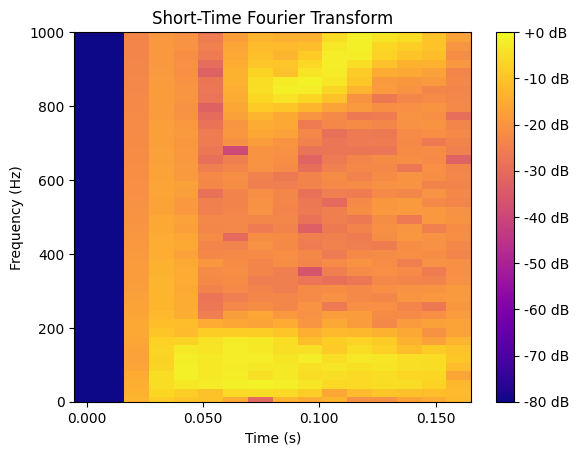 Short-Time Fourier Transform
1000
800
600
400
200
0
Frequency (Hz)
0.000
0.050
0.100
0.150
Time (s)
+0 dB
-10 dB
-20 dB
-30 dB
-40 dB
-50 dB
-60 dB
-70 dB
-80 dB